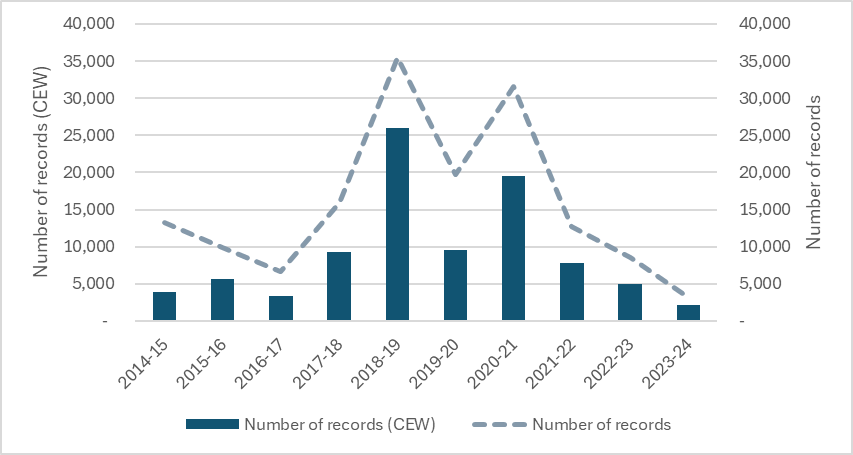 40,000 40,000
35,000 35,000
30,000 30,000
25,000 25,000
20,000 20,000
15,000 15,000
10,000 10,000
5,000 5,000
- -
Number of records (CEW)
Number of records
2014-15 2015-16 2016-17 2017-18 2018-19 2019-20 2020-21 2021-22 2022-23 2023-24
Number of records (CEW) Number of records